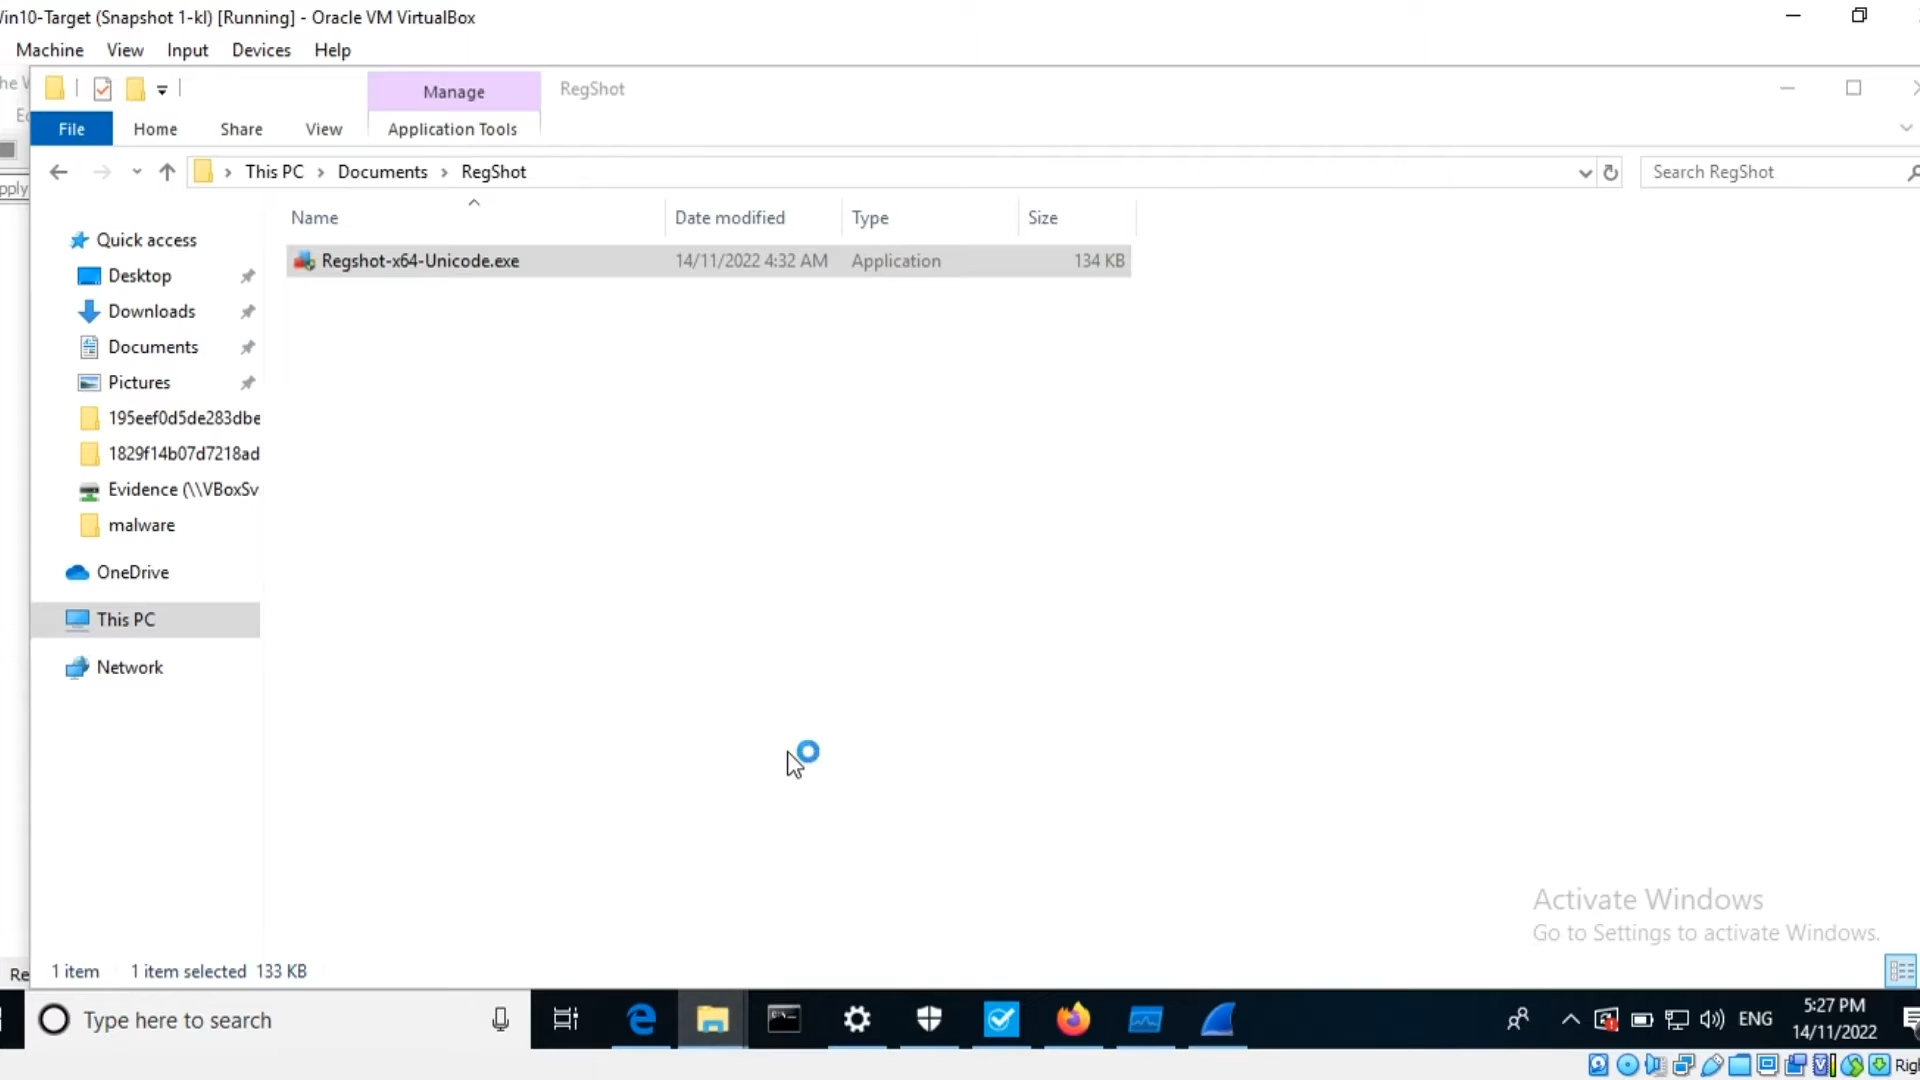 in10-Target (Snapshot 1-kl) [Running] - Oracle VM VirtualBox
Machine View Input Devices Help
Manage RegShot
File Home Share View Application Tools
This PC > Documents > RegShot
Search RegShot
pply
Name Date modified Type Size
Regshot-x64-Unicode.exe 14/11/2022 4:32 AM Application 134 KB
Quick access
Desktop
Downloads
Documents
Pictures
195eef0d5de283dbe
1829f14b07d7218ad
Evidence (\\VBoxSv
malware
OneDrive
This PC
Network
Activate Windows
Go to Settings to activate Windows.
Re 1 item 1 item selected 133 KB
Type here to search
ENG
5:27 PM
14/11/2022
Righ